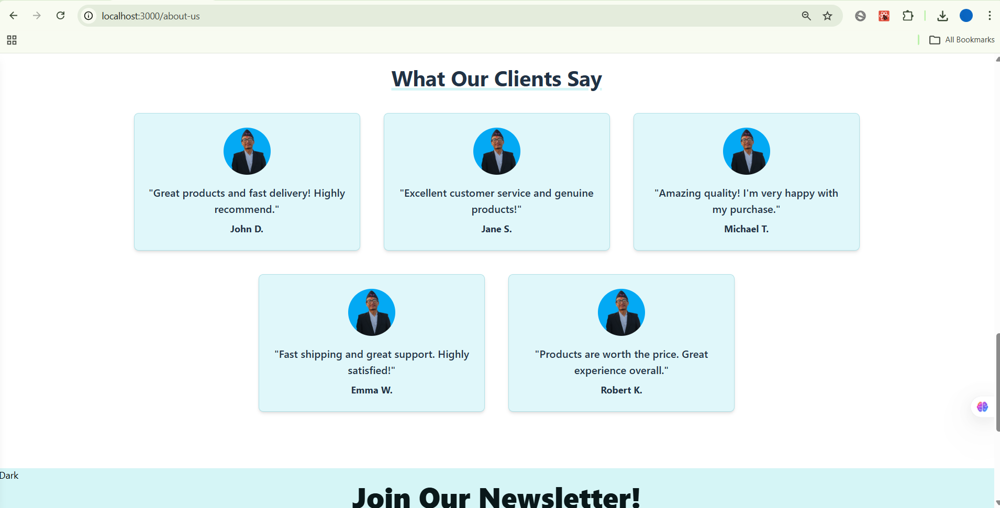 localhost:3000/about-us
All Bookmarks
What Our Clients Say
"Great products and fast delivery! Highly
recommend."
John D.
"Excellent customer service and genuine
products!"
Jane S.
"Amazing quality! I'm very happy with
my purchase."
Michael T.
"Fast shipping and great support. Highly
satisfied!"
Emma W.
"Products are worth the price. Great
experience overall."
Robert K.
Dark
Join Our Newsletter!